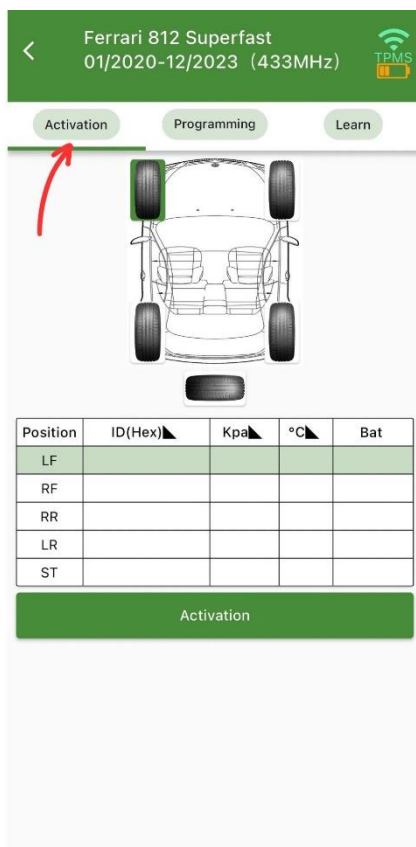 Ferrari 812 Superfast
01/2020-12/2023 (433MHz)
TPMS
Activation Programming Learn
Position ID(Hex) Kpa °C Bat
LF
RF
RR
LR
ST
Activation